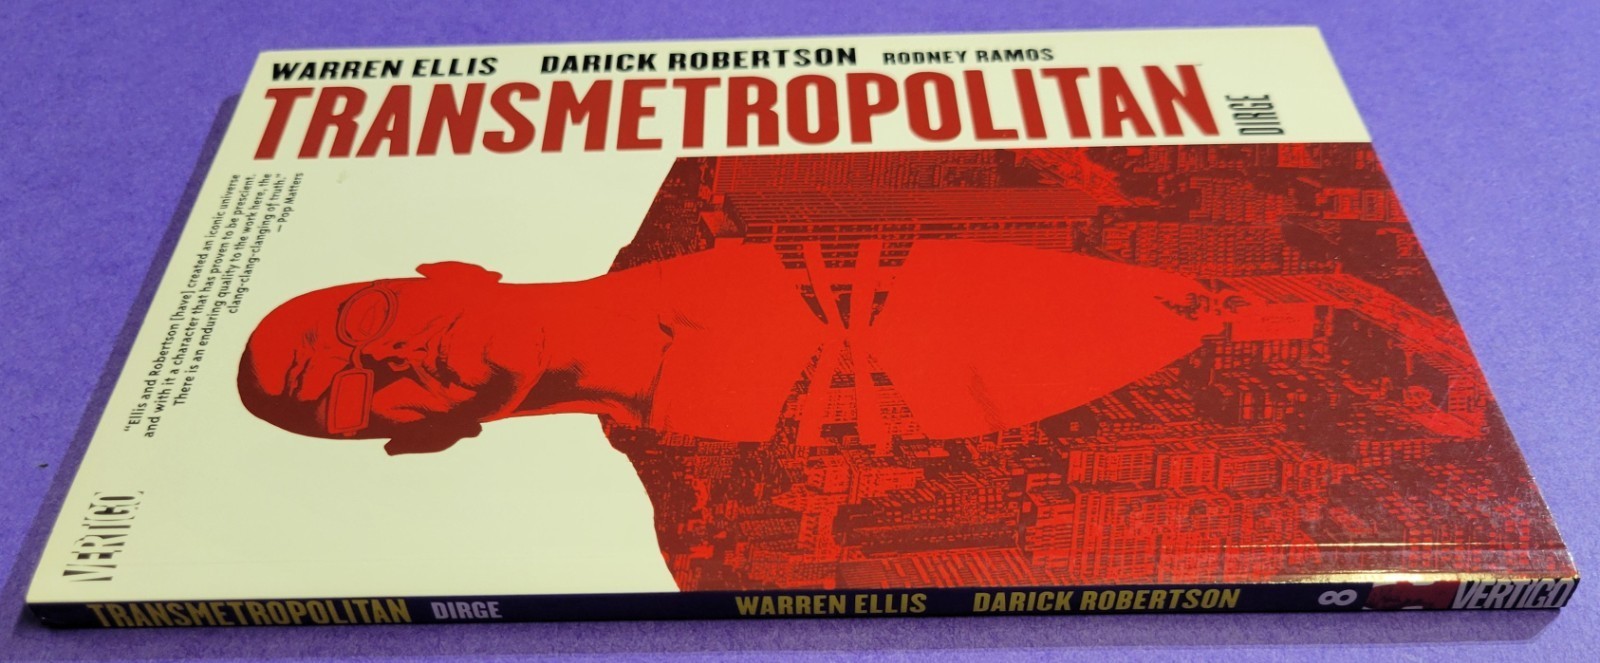 WARREN ELLIS DARICK ROBERTSON RODNEY RAMOS
TRANSMETROPOLITAN
DIRGE
"Ellis and Robertson [have] created an iconic universe
and with it a character that has proven to be prescient.
There is an enduring quality to the work here, the
clang-clang-clanging of truth."
— Pop Matters
VERTIGO
TRANSMETROPOLITAN DIRGE WARREN ELLIS DARICK ROBERTSON 8 VERTIGO